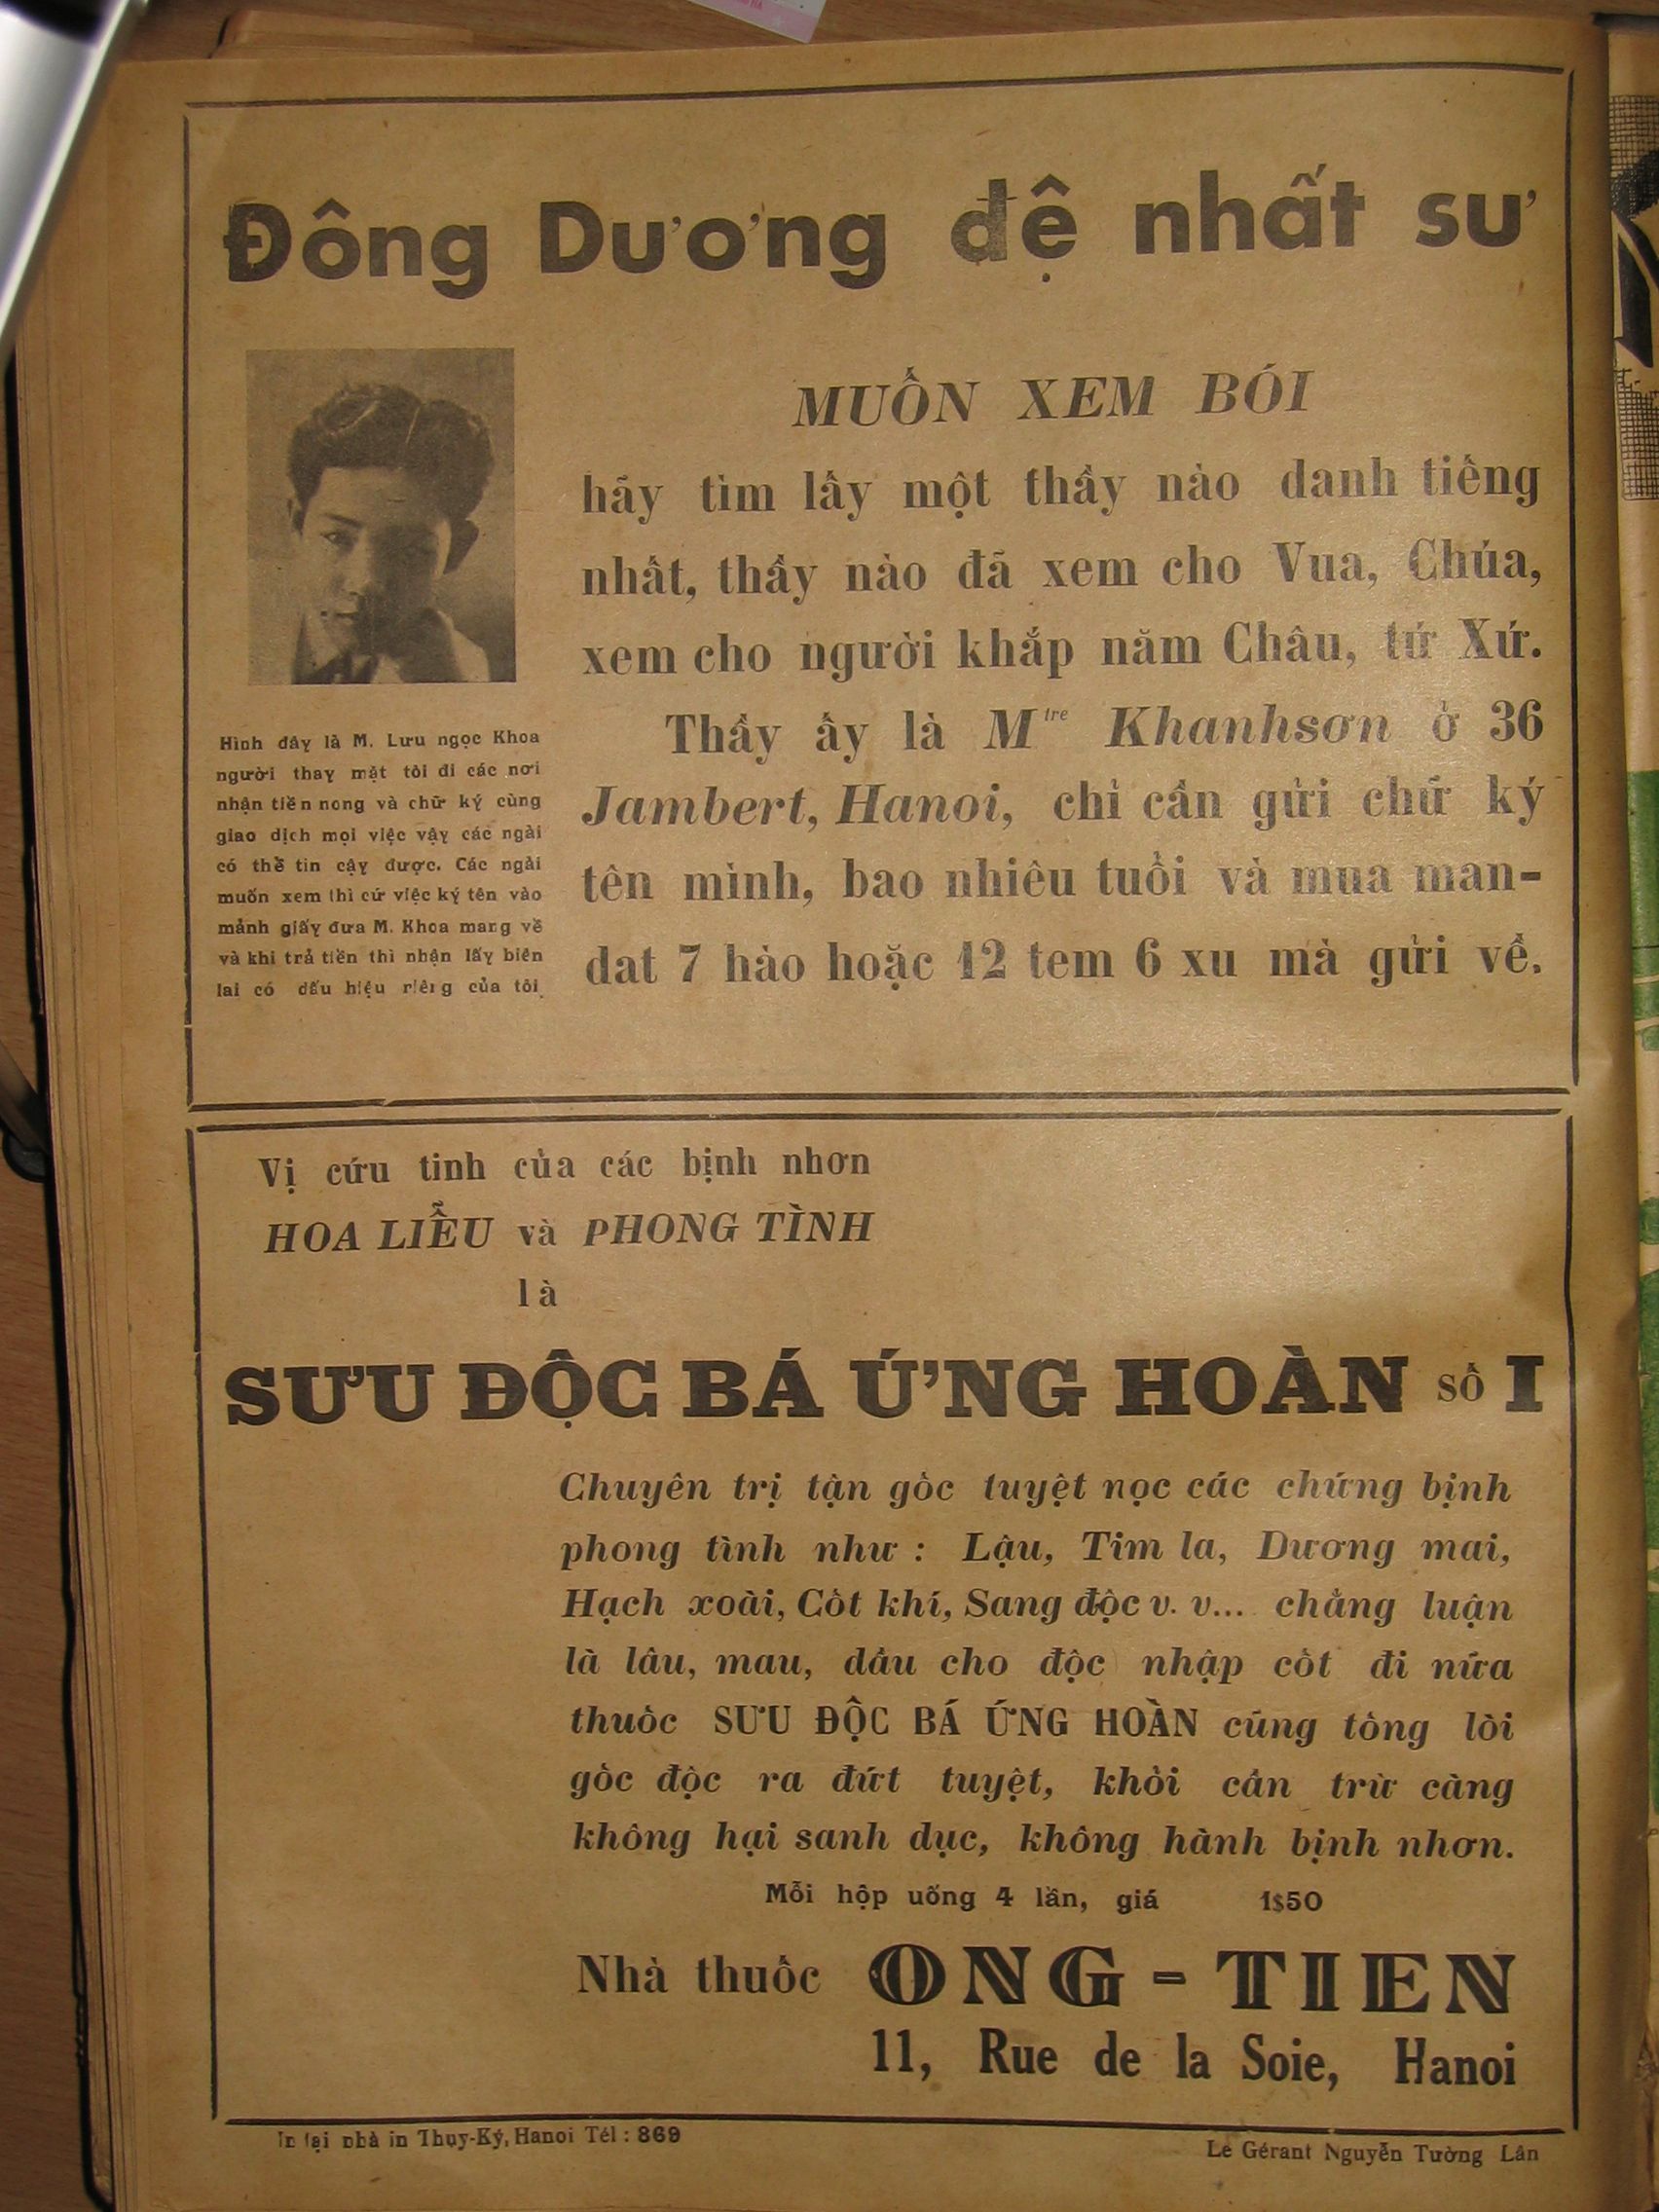 Đông Dương đệ nhất sư
MUỐN XEM BÓI
hãy tìm lấy một thầy nào danh tiếng
nhất, thầy nào đã xem cho Vua, Chúa,
xem cho người khắp năm Châu, tứ Xứ.
Thầy ấy là Mtre Khanhsơn ở 36
Jambert, Hanoi, chỉ cần gửi chữ ký
tên mình, bao nhiêu tuổi và mua man-
dat 7 hào hoặc 12 tem 6 xu mà gửi về.
Hình đây là M. Lưu ngọc Khoa
người thay mặt tôi đi các nơi
nhận tiền nong và chữ ký cùng
giao dịch mọi việc vậy các ngài
có thể tin cậy được. Các ngài
muốn xem thì cứ việc ký tên vào
mảnh giấy đưa M. Khoa mang về
và khi trả tiền thì nhận lấy biên
lai có dấu hiệu riêng của tôi.
Vị cứu tinh của các bịnh nhơn
HOA LIỄU và PHONG TÌNH
là
SƯU ĐỘC BÁ ỨNG HOÀN số I
Chuyên trị tận gốc tuyệt nọc các chứng bịnh
phong tình như : Lậu, Tim la, Dương mai,
Hạch xoài, Cốt khí, Sang độc v. v... chẳng luận
là lâu, mau, dầu cho độc nhập cốt đi nữa
thuốc SƯU ĐỘC BÁ ỨNG HOÀN cũng tống lòi
gốc độc ra đứt tuyệt, khỏi cần trừ căng
không hại sanh dục, không hành bịnh nhơn.
Mỗi hộp uống 4 lần, giá 1$50
Nhà thuốc ONG-TIEN
11, Rue de la Soie, Hanoi
In tại nhà in Thụy-Ký, Hanoi Tél : 869
Le Gérant Nguyễn Tường Lân